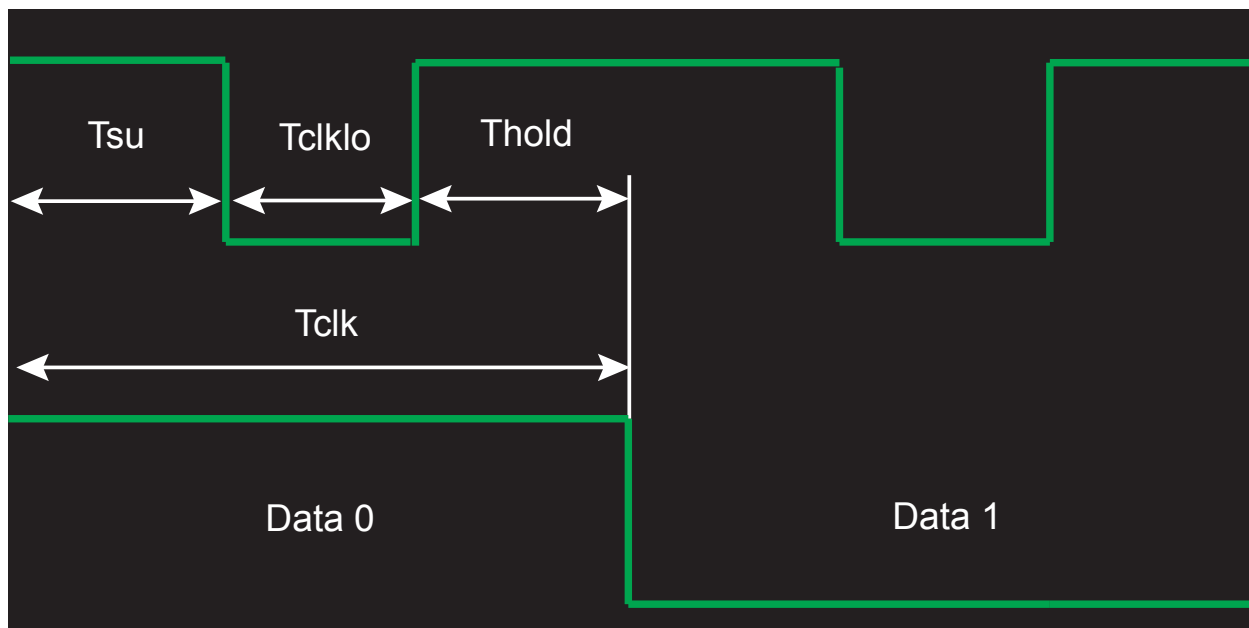 Tsu
Tclklo
Thold
Tclk
Data 0
Data 1